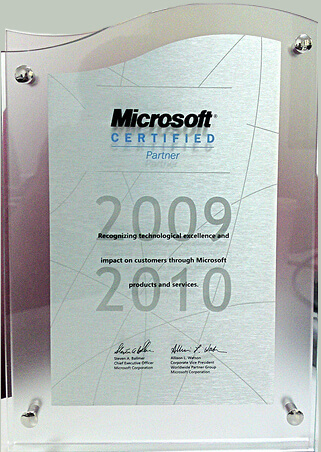 Microsoft®
CERTIFIED
Partner
2009
Recognizing technological excellence and
impact on customers through Microsoft
2010
products and services.
Steven A. Ballmer
Chief Executive Officer
Microsoft Corporation
Allison L. Watson
Corporate Vice President
Worldwide Partner Group
Microsoft Corporation